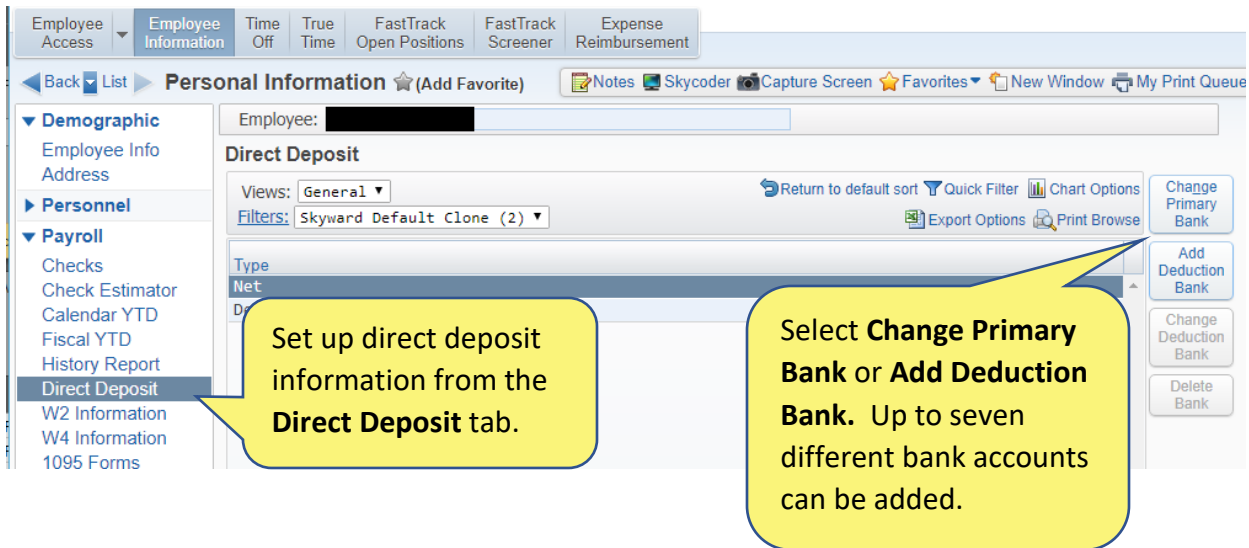 Employee Access Employee Information Time Off True Time FastTrack Open Positions FastTrack Screener Expense Reimbursement
Back List Personal Information (Add Favorite) Notes Skycoder Capture Screen Favorites New Window My Print Queue
Demographic
Employee Info
Address
Personnel
Payroll
Checks
Check Estimator
Calendar YTD
Fiscal YTD
History Report
Direct Deposit
W2 Information
W4 Information
1095 Forms
Employee:
Direct Deposit
Views: General
Return to default sort Quick Filter Chart Options
Filters: Skyward Default Clone (2)
Export Options Print Browse
Type
Net
Change Primary Bank
Add Deduction Bank
Change Deduction Bank
Delete Bank
Set up direct deposit
information from the
Direct Deposit tab.
Select Change Primary
Bank or Add Deduction
Bank. Up to seven
different bank accounts
can be added.